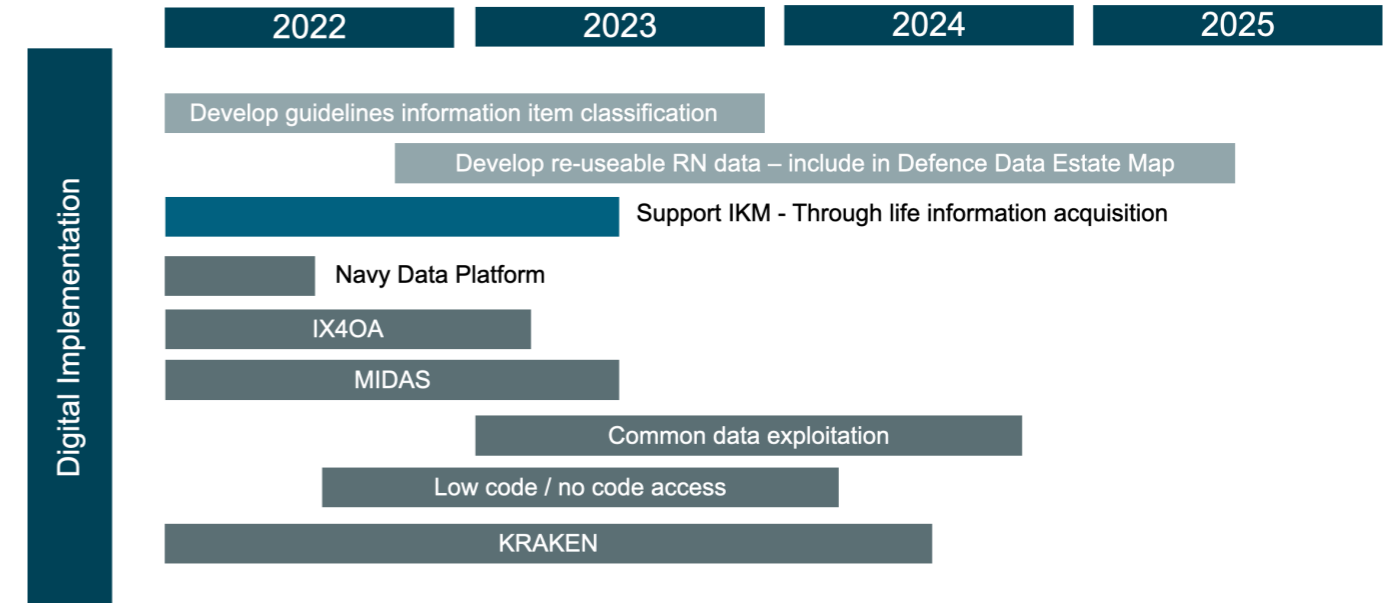 2022
2023
2024
2025
Digital Implementation
Develop guidelines information item classification
Develop re-useable RN data – include in Defence Data Estate Map
Support IKM - Through life information acquisition
Navy Data Platform
IX4OA
MIDAS
Common data exploitation
Low code / no code access
KRAKEN